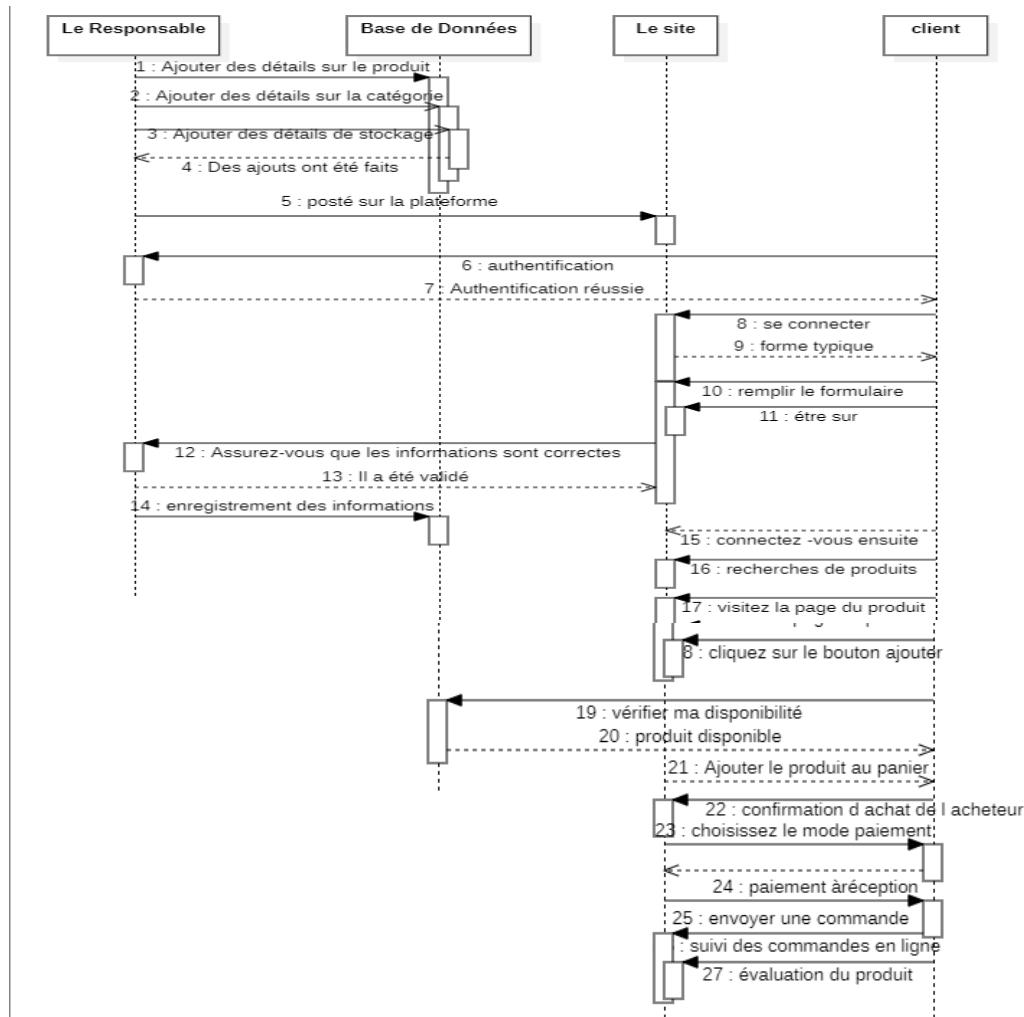 Le Responsable
Base de Données
Le site
client
1 : Ajouter des détails sur le produit
2 : Ajouter des détails sur la catégorie
3 : Ajouter des détails de stockage
4 : Des ajouts ont été faits
5 : posté sur la plateforme
6 : authentification
7 : Authentification réussie
8 : se connecter
9 : forme typique
10 : remplir le formulaire
11 : étre sur
12 : Assurez-vous que les informations sont correctes
13 : Il a été validé
14 : enregistrement des informations
15 : connectez -vous ensuite
16 : recherches de produits
17 : visitez la page du produit
8 : cliquez sur le bouton ajouter
19 : vérifier ma disponibilité
20 : produit disponible
21 : Ajouter le produit au panier
22 : confirmation d achat de l acheteur
23 : choisissez le mode paiement
24 : paiement àréception
25 : envoyer une commande
: suivi des commandes en ligne
27 : évaluation du produit